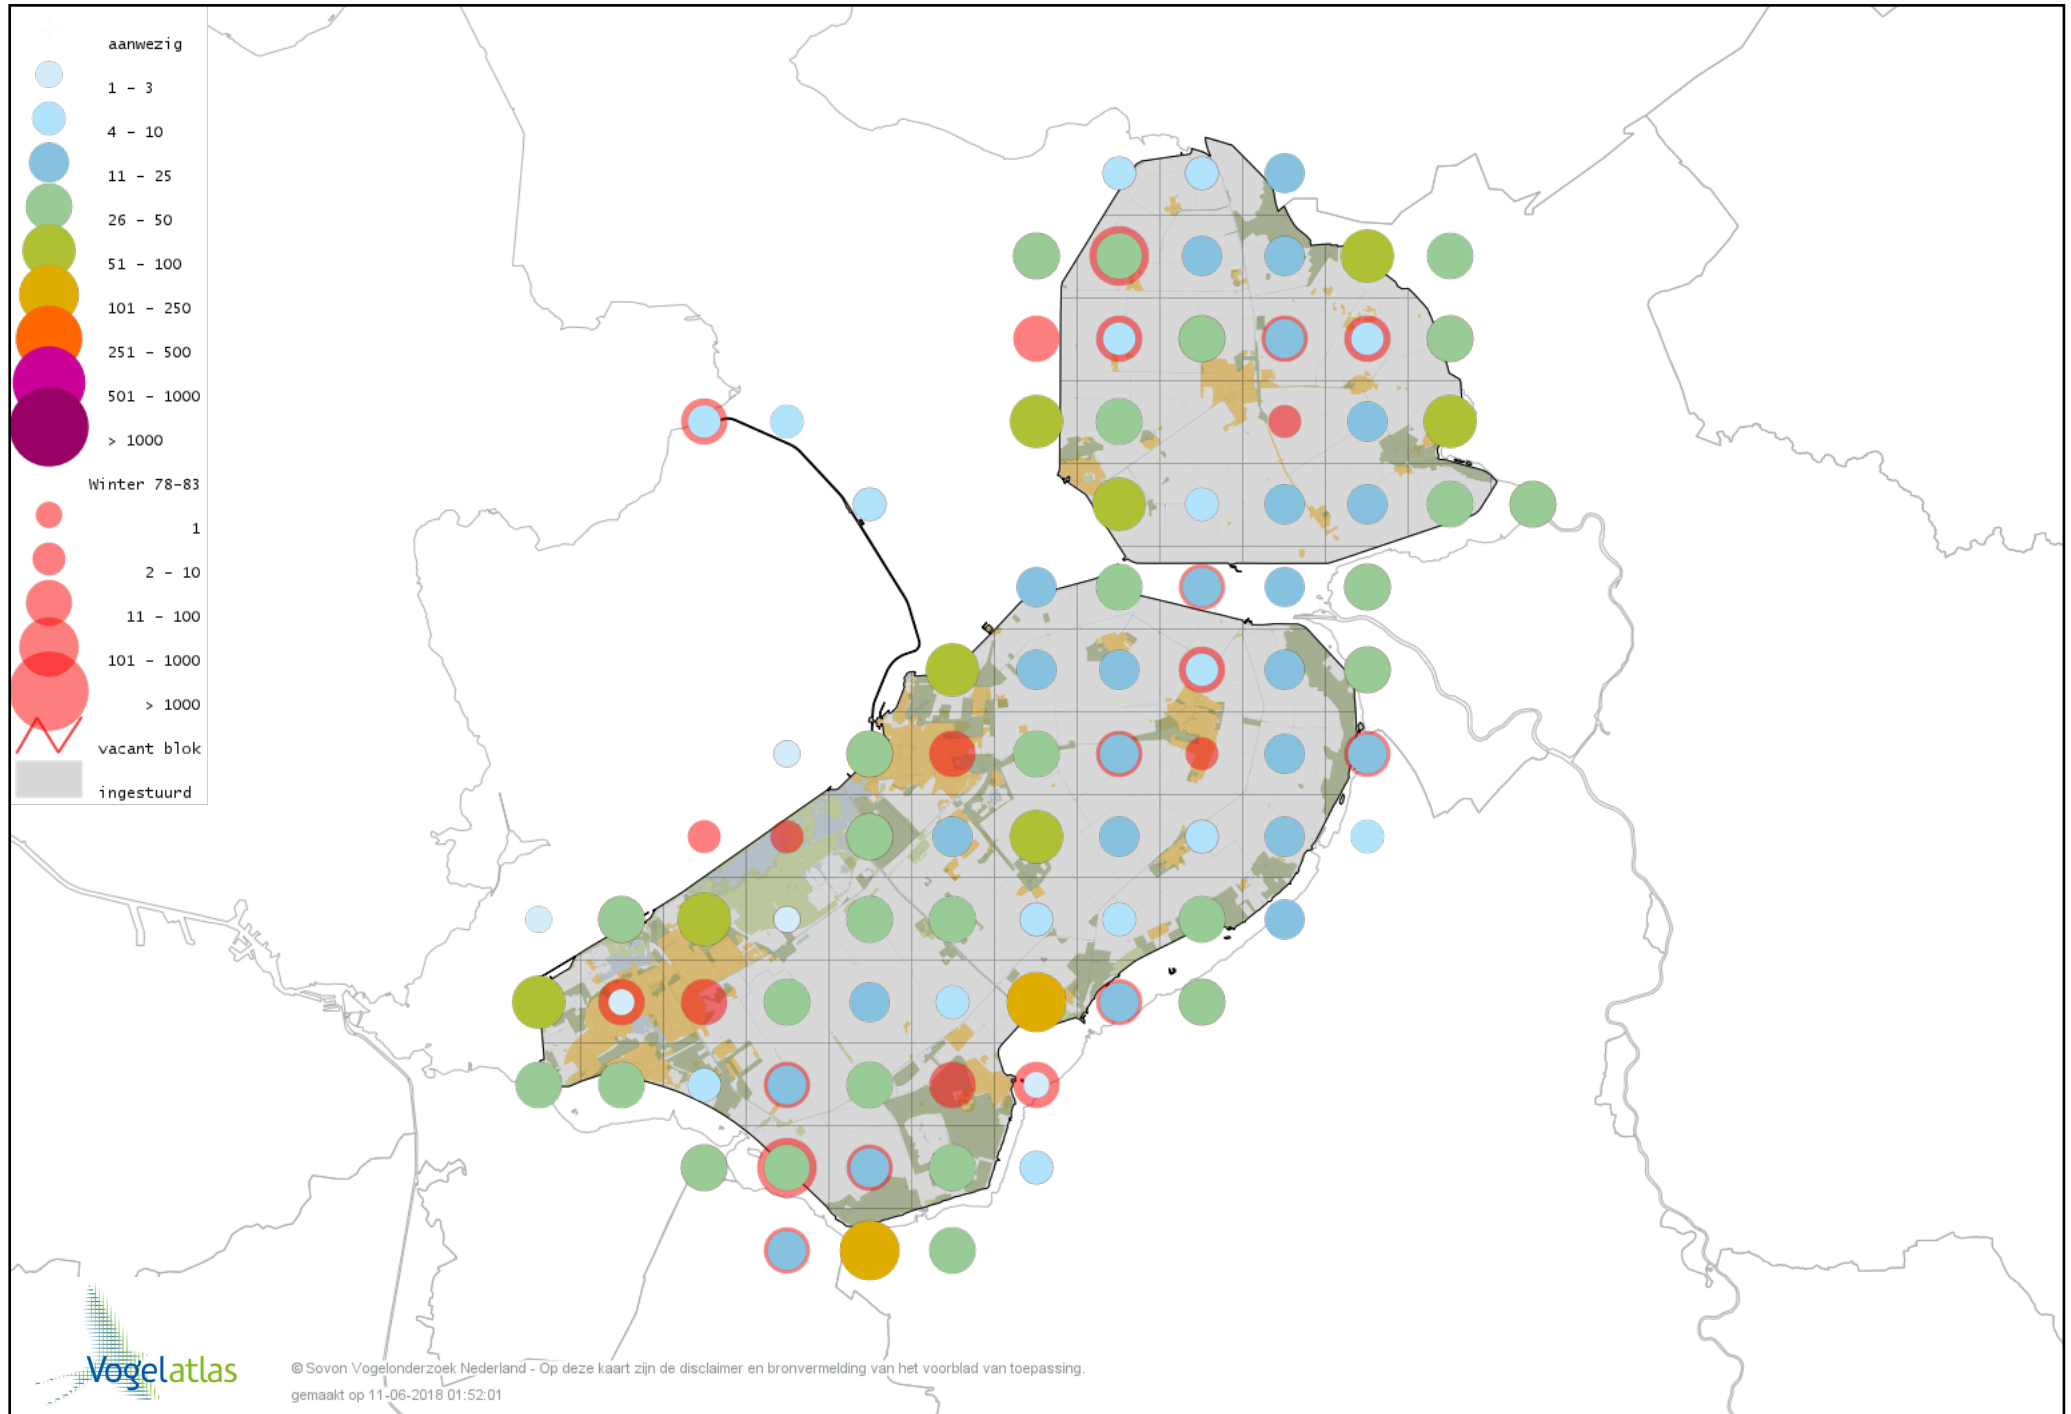 aanwezig
1 - 3
4 - 10
11 - 25
26 - 50
51 - 100
101 - 250
251 - 500
501 - 1000
> 1000
Winter 78-83
1
2 - 10
11 - 100
101 - 1000
> 1000
vacant blok
ingestuurd
Vogelatlas
© Sovon Vogelonderzoek Nederland - Op deze kaart zijn de disclaimer en bronvermelding van het voorblad van toepassing.
gemaakt op 11-06-2018 01:52:01